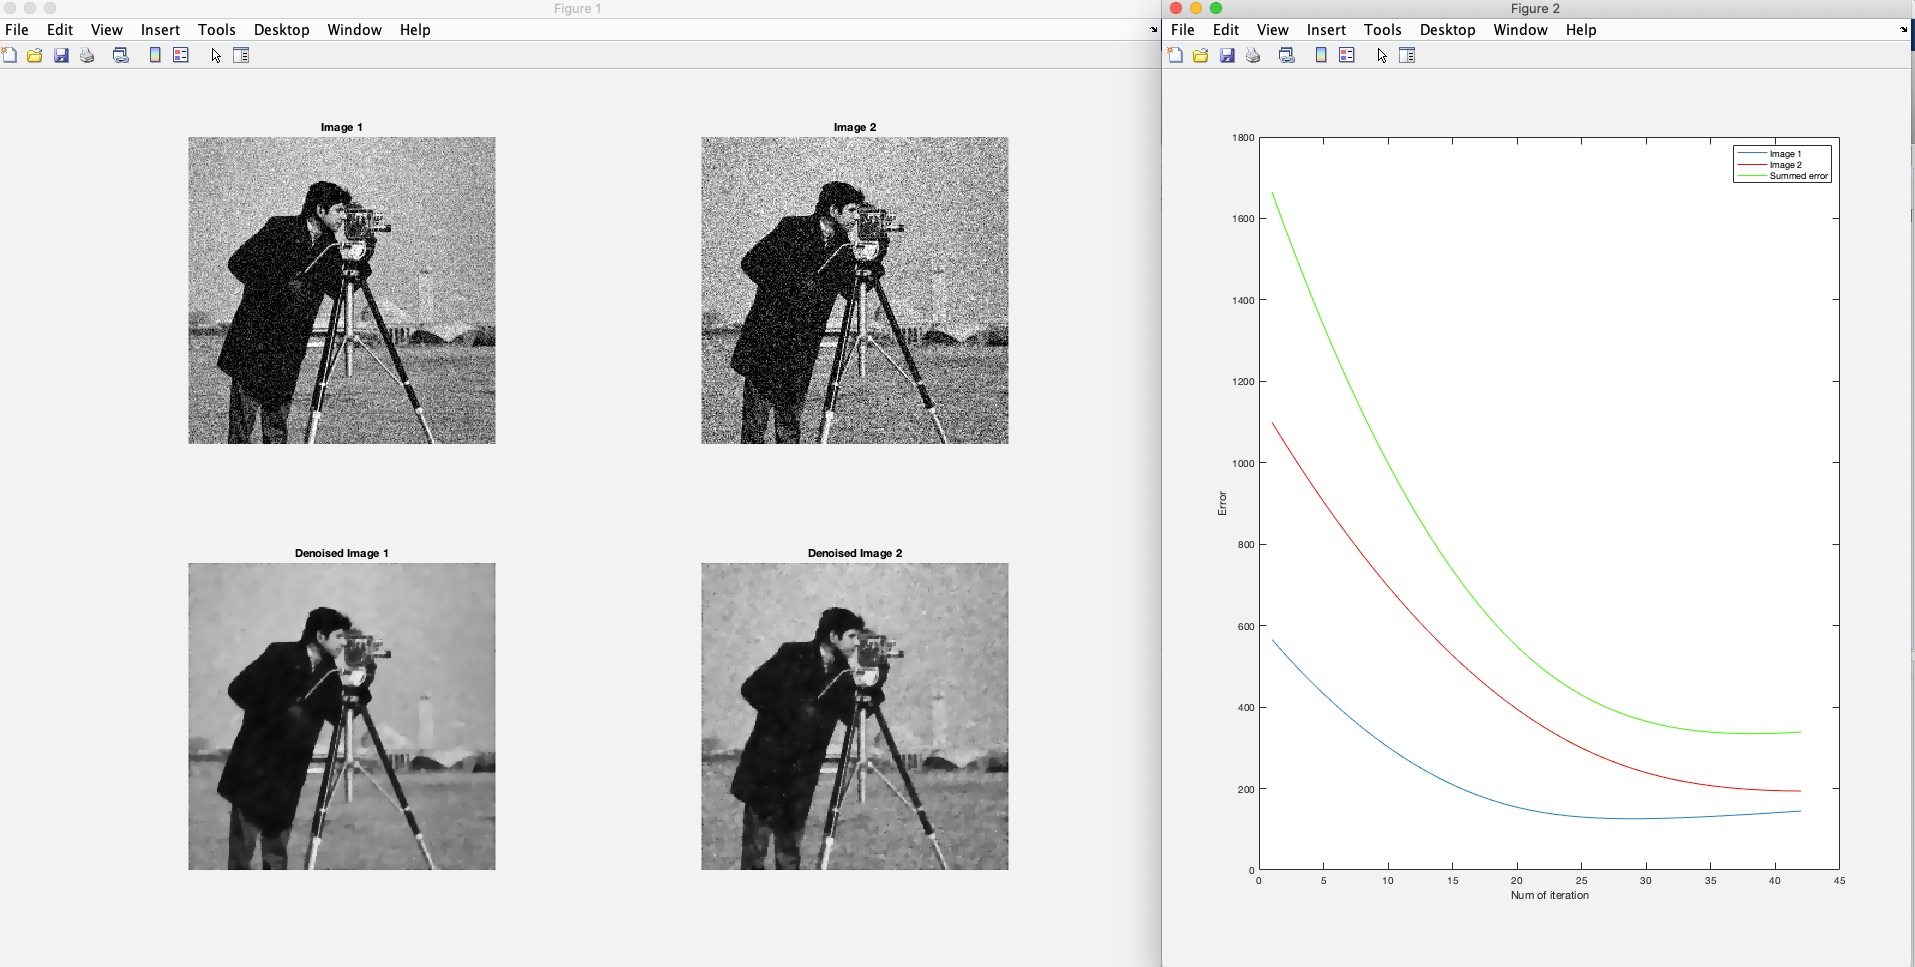 Figure 1
File Edit View Insert Tools Desktop Window Help
Image 1
Image 2
Denoised Image 1
Denoised Image 2
Figure 2
File Edit View Insert Tools Desktop Window Help
1800
1600
1400
1200
1000
800
600
400
200
0
Error
Image 1
Image 2
Summed error
0 5 10 15 20 25 30 35 40 45
Num of iteration